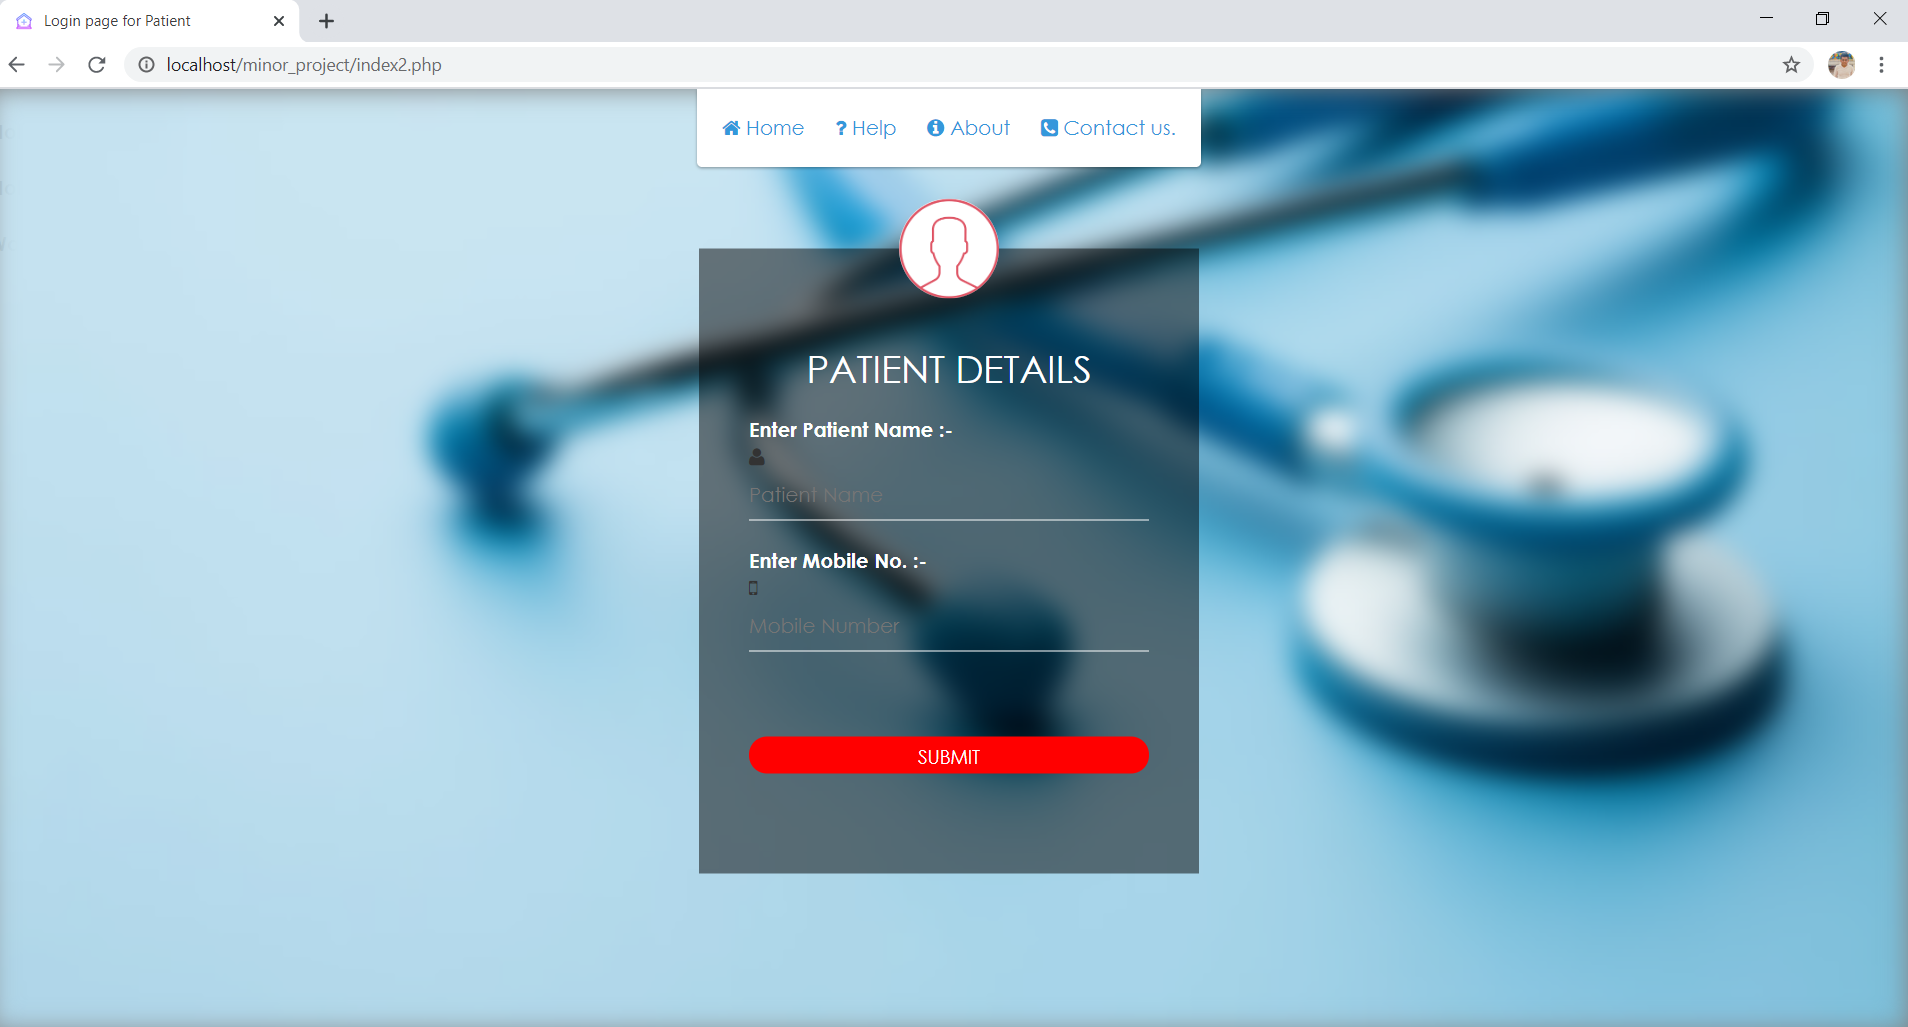 Login page for Patient
localhost/minor_project/index2.php
Home ? Help About Contact us.
PATIENT DETAILS
Enter Patient Name :-
Patient Name
Enter Mobile No. :-
Mobile Number
SUBMIT